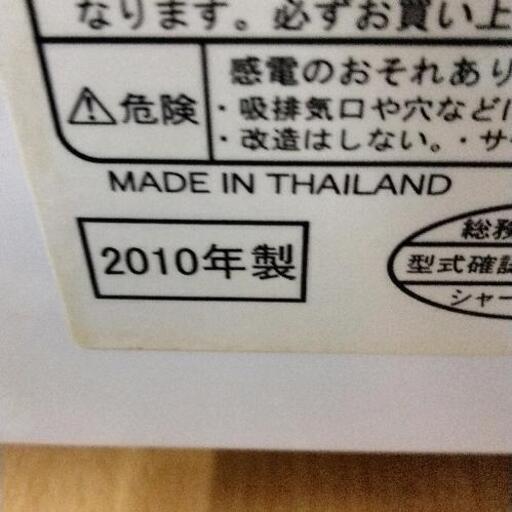 なります。必ずお買い上
⚠危険
感電のおそれあり
・吸排気口や穴などに
・改造はしない。・サー
MADE IN THAILAND
2010年製
総務
型式確認
シャー